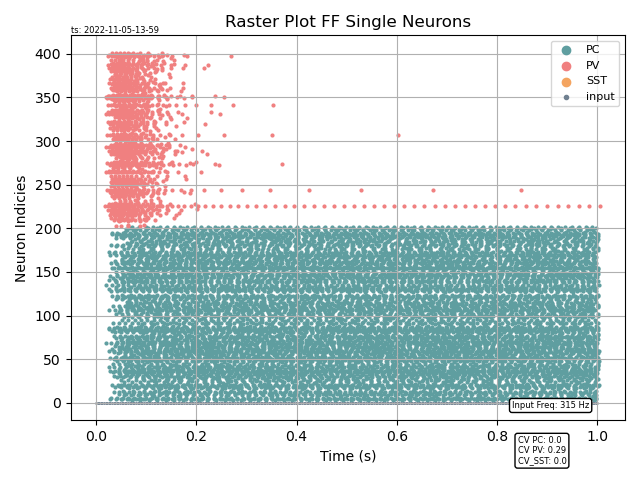 Raster Plot FF Single Neurons
ts: 2022-11-05-13-59
PC
PV
SST
input
400
350
300
250
200
150
100
50
0
Neuron Indicies
Input Freq: 315 Hz
0.0 0.2 0.4 0.6 0.8 1.0
Time (s)
CV PC: 0.0
CV PV: 0.29
CV_SST: 0.0